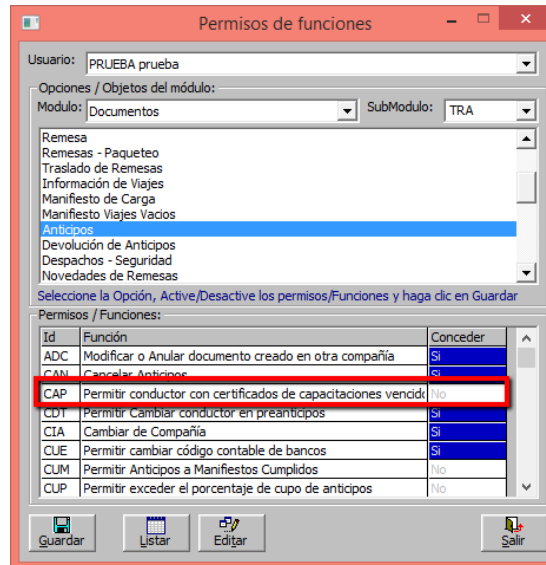 Permisos de funciones
Usuario: PRUEBA prueba
Opciones / Objetos del módulo:
Modulo: Documentos SubModulo: TRA
Remesa
Remesas - Paqueteo
Traslado de Remesas
Información de Viajes
Manifiesto de Carga
Manifiesto Viajes Vacios
Anticipos
Devolución de Anticipos
Despachos - Seguridad
Novedades de Remesas
Seleccione la Opción, Active/Desactive los permisos/Funciones y haga clic en Guardar
Permisos / Funciones:
Id Función Conceder
ADC Modificar o Anular documento creado en otra compañía Si
CAN Cancelar Anticipos Si
CAP Permitir conductor con certificados de capacitaciones vencido No
CDT Permitir Cambiar conductor en preanticipos Si
CIA Cambiar de Compañía Si
CUE Permitir cambiar código contable de bancos Si
CUM Permitir Anticipos a Manifiestos Cumplidos No
CUP Permitir exceder el porcentaje de cupo de anticipos No
Guardar Listar Editar Salir